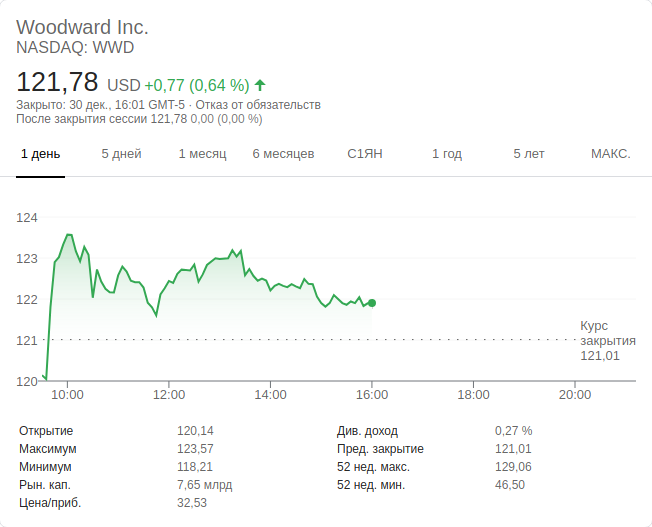 Woodward Inc.
NASDAQ: WWD
121,78 USD +0,77 (0,64 %)
Закрыто: 30 дек., 16:01 GMT-5 · Отказ от обязательств
После закрытия сессии 121,78 0,00 (0,00 %)
1 день 5 дней 1 месяц 6 месяцев С1ЯН 1 год 5 лет МАКС.
124
123
122
121
120
Курс
закрытия
121,01
10:00 12:00 14:00 16:00 18:00 20:00
Открытие 120,14 Див. доход 0,27 %
Максимум 123,57 Пред. закрытие 121,01
Минимум 118,21 52 нед. макс. 129,06
Рын. кап. 7,65 млрд 52 нед. мин. 46,50
Цена/приб. 32,53